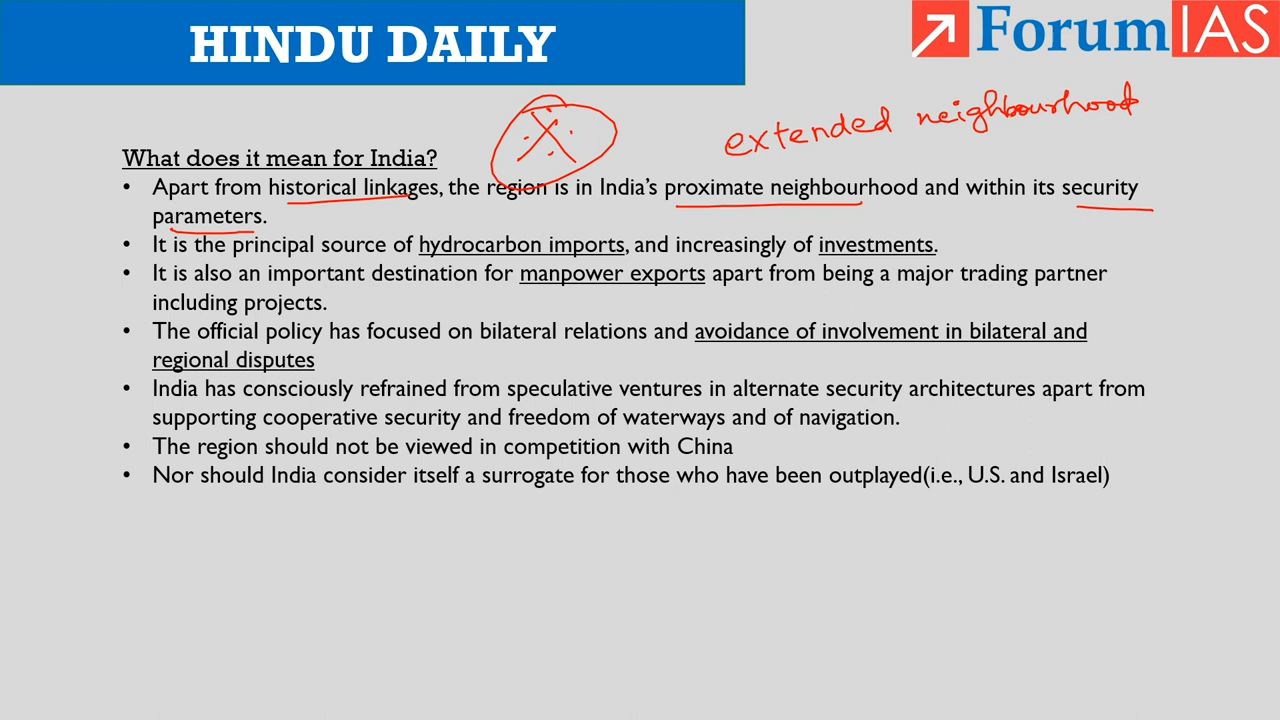 HINDU DAILY
ForumIAS
extended neighbourhood
What does it mean for India?
• Apart from historical linkages, the region is in India's proximate neighbourhood and within its security
parameters.
• It is the principal source of hydrocarbon imports, and increasingly of investments.
• It is also an important destination for manpower exports apart from being a major trading partner
including projects.
• The official policy has focused on bilateral relations and avoidance of involvement in bilateral and
regional disputes
• India has consciously refrained from speculative ventures in alternate security architectures apart from
supporting cooperative security and freedom of waterways and of navigation.
• The region should not be viewed in competition with China
• Nor should India consider itself a surrogate for those who have been outplayed(i.e., U.S. and Israel)